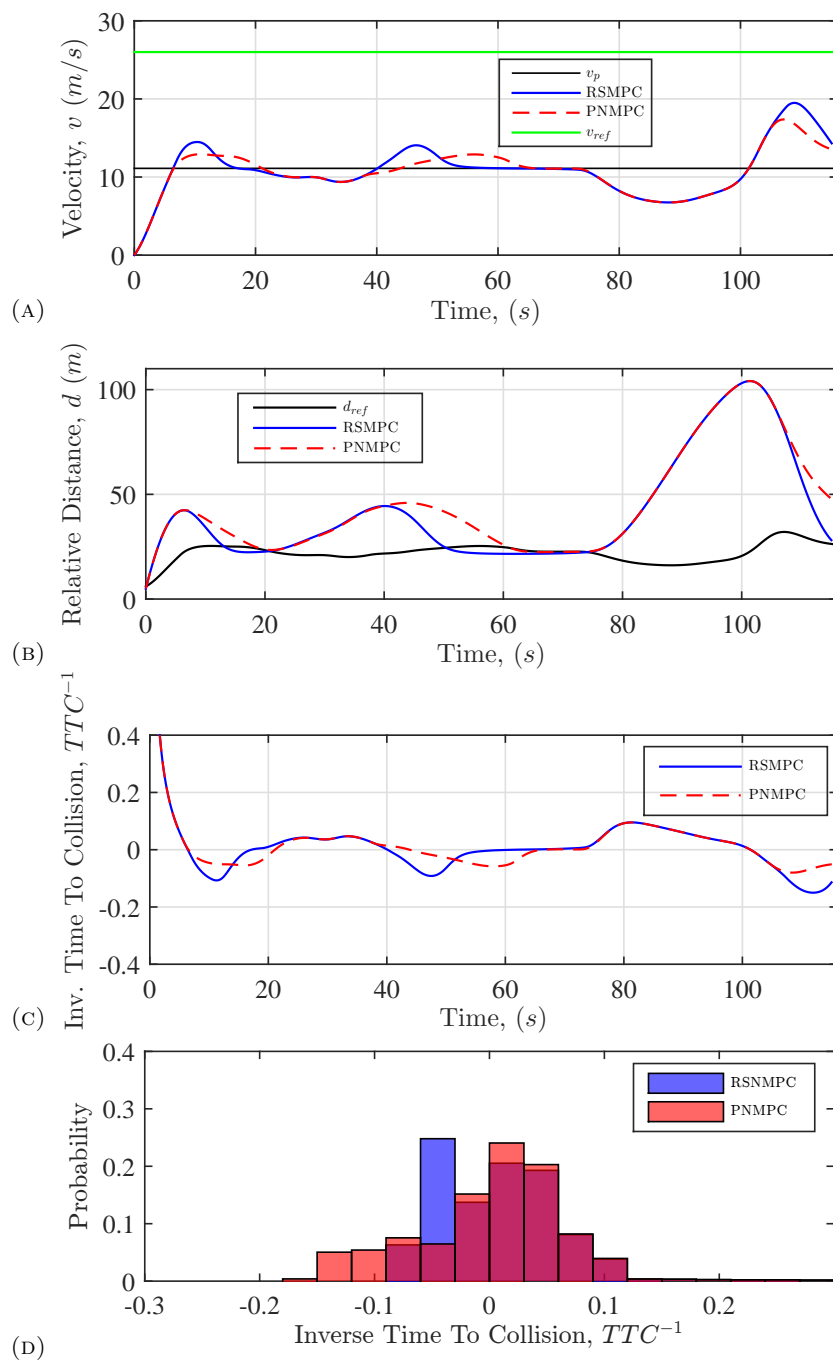 30
20
10
0
Velocity, v (m/s)
v_p
RSMPC
PNMPC
v_ref
0 20 40 60 80 100
(A)
Time, (s)
100
50
0
Relative Distance, d (m)
d_ref
RSMPC
PNMPC
0 20 40 60 80 100
(B)
Time, (s)
0.4
0.2
0
-0.2
-0.4
Inv. Time To Collision, TTC^{-1}
RSMPC
PNMPC
0 20 40 60 80 100
(C)
Time, (s)
0.4
0.3
0.2
0.1
0
Probability
RSNMPC
PNMPC
-0.3 -0.2 -0.1 0 0.1 0.2
(D)
Inverse Time To Collision, TTC^{-1}